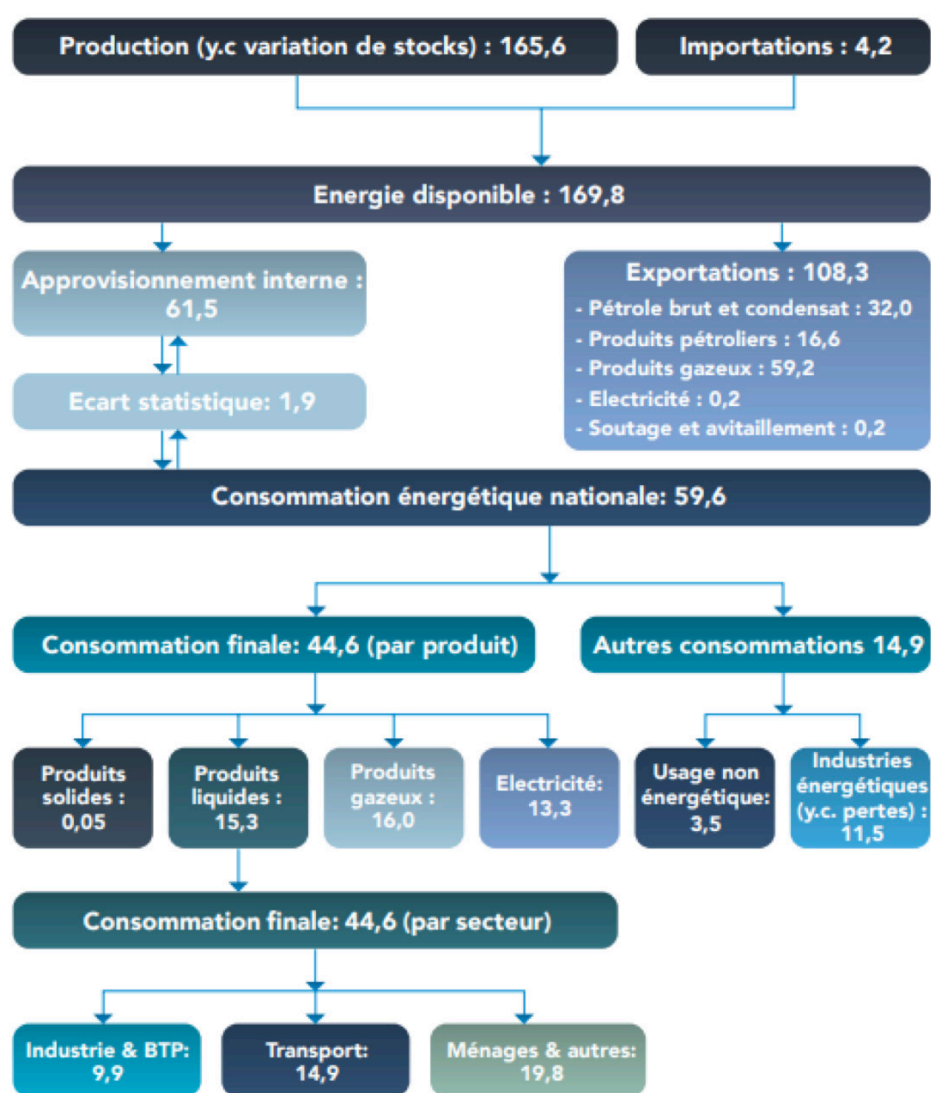 Production (y.c variation de stocks) : 165,6
Importations : 4,2
Energie disponible : 169,8
Approvisionnement interne :
61,5
Exportations : 108,3
- Pétrole brut et condensat : 32,0
- Produits pétroliers : 16,6
- Produits gazeux : 59,2
- Electricité : 0,2
- Soutage et avitaillement : 0,2
Ecart statistique: 1,9
Consommation énergétique nationale: 59,6
Consommation finale: 44,6 (par produit)
Autres consommations 14,9
Produits
solides :
0,05
Produits
liquides :
15,3
Produits
gazeux :
16,0
Electricité:
13,3
Usage non
énergétique:
3,5
Industries
énergétiques
(y.c. pertes) :
11,5
Consommation finale: 44,6 (par secteur)
Industrie & BTP:
9,9
Transport:
14,9
Ménages & autres:
19,8